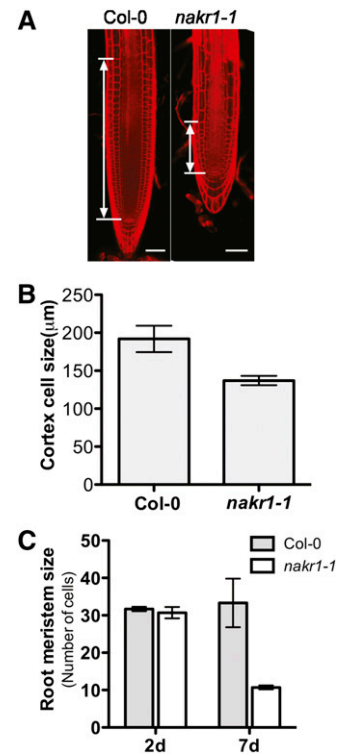 A
Col-0 nakr1-1
B
Cortex cell size(μm)
250
200
150
100
50
0
Col-0 nakr1-1
C
Root meristem size
(Number of cells)
50
40
30
20
10
0
Col-0
nakr1-1
2d 7d